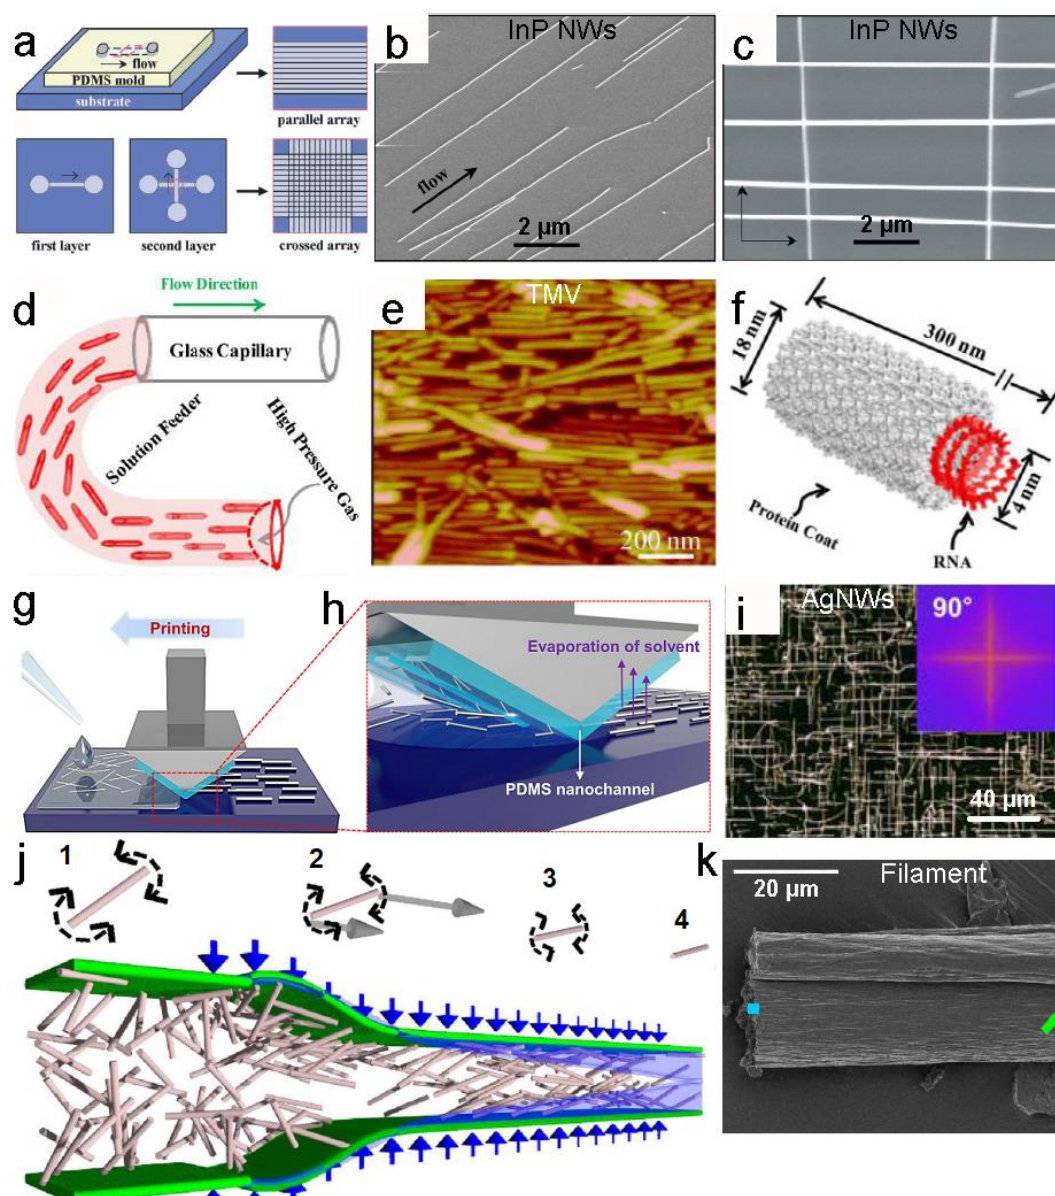 a
flow
PDMS mold
substrate
parallel array
first layer
second layer
crossed array
b
InP NWs
flow
2 µm
c
InP NWs
2 µm
d
Flow Direction
Glass Capillary
Solution Feeder
High Pressure Gas
e
TMV
200 nm
f
18 nm
300 nm
4 nm
Protein Coat
RNA
g
Printing
h
Evaporation of solvent
PDMS nanochannel
i
AgNWs
90°
40 µm
j
1
2
3
4
k
20 µm
Filament